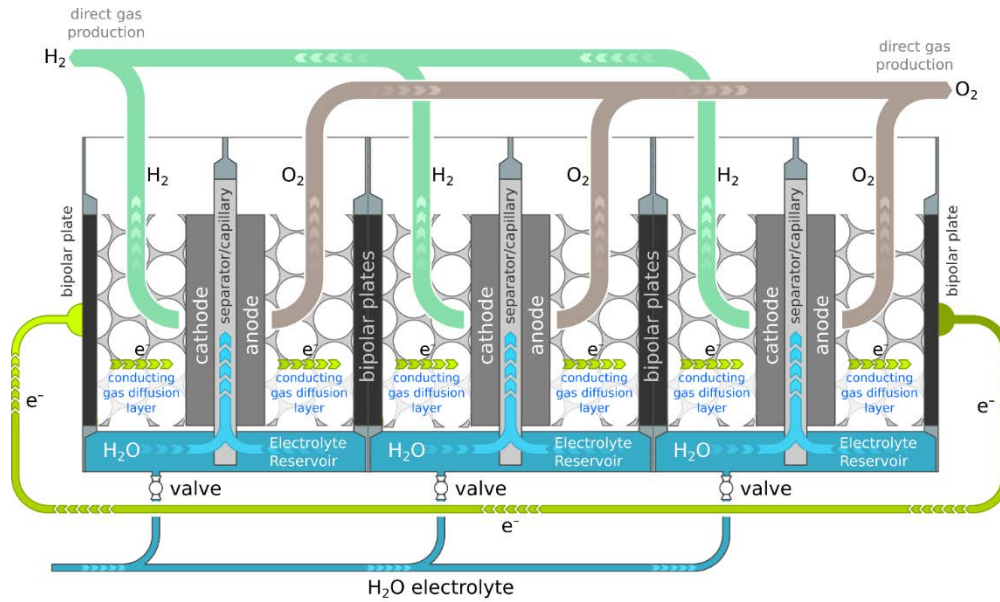 direct gas
production
H₂
direct gas
production
O₂
H₂
O₂
H₂
O₂
H₂
O₂
bipolar plate
cathode
separator/capillary
anode
bipolar plates
cathode
separator/capillary
anode
bipolar plates
cathode
separator/capillary
anode
bipolar plate
e⁻
e⁻
e⁻
e⁻
e⁻
e⁻
conducting
gas diffusion
layer
conducting
gas diffusion
layer
conducting
gas diffusion
layer
conducting
gas diffusion
layer
conducting
gas diffusion
layer
conducting
gas diffusion
layer
e⁻
e⁻
H₂O
Electrolyte
Reservoir
H₂O
Electrolyte
Reservoir
H₂O
Electrolyte
Reservoir
valve
valve
valve
e⁻
H₂O electrolyte